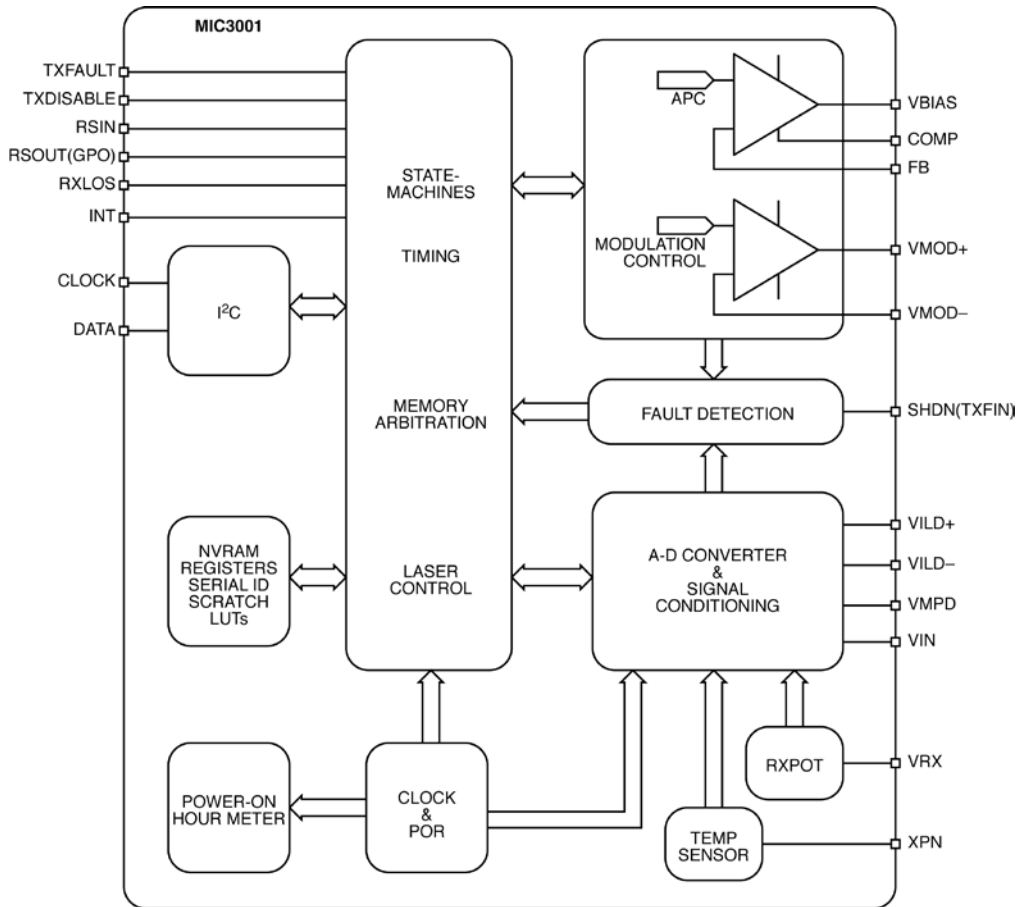 MIC3001
TXFAULT
TXDISABLE
RSIN
RSOUT(GPO)
RXLOS
INT
CLOCK
DATA
I²C
STATE-
MACHINES
TIMING
MEMORY
ARBITRATION
LASER
CONTROL
APC
MODULATION
CONTROL
VBIAS
COMP
FB
VMOD+
VMOD–
FAULT DETECTION
SHDN(TXFIN)
NVRAM
REGISTERS
SERIAL ID
SCRATCH
LUTs
A-D CONVERTER
&
SIGNAL
CONDITIONING
VILD+
VILD–
VMPD
VIN
POWER-ON
HOUR METER
CLOCK
&
POR
RXPOT
VRX
TEMP
SENSOR
XPN